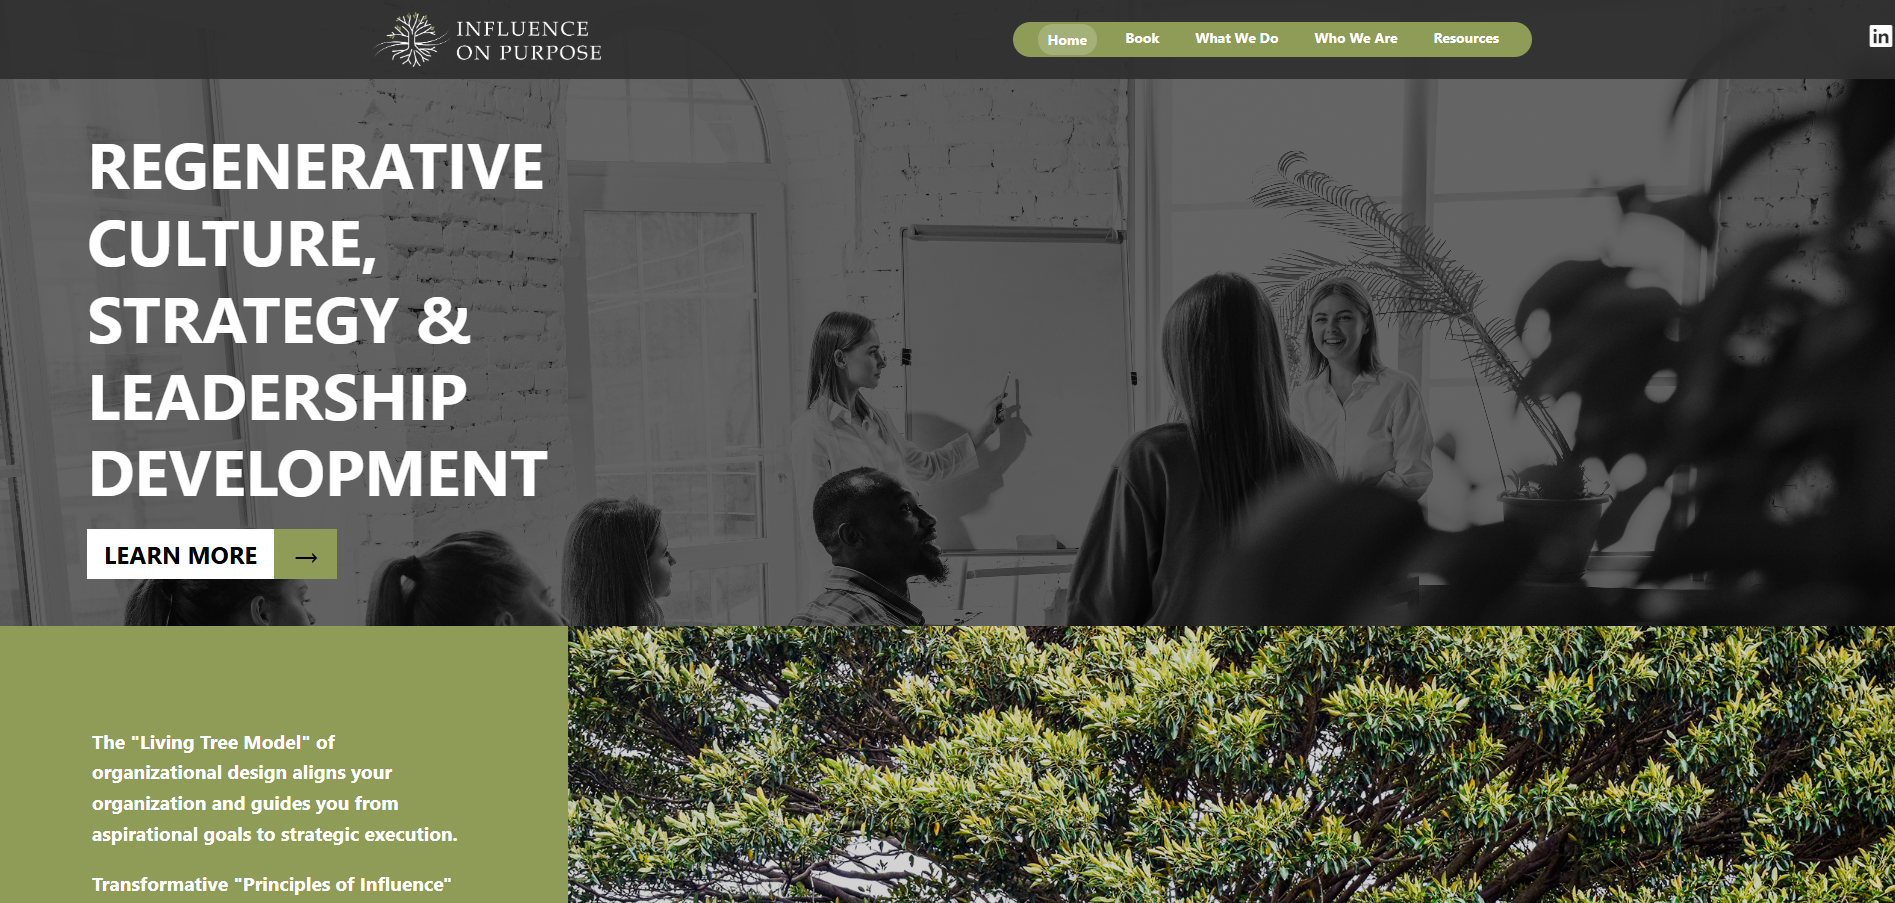 INFLUENCE
ON PURPOSE
Home Book What We Do Who We Are Resources
in
REGENERATIVE
CULTURE,
STRATEGY &
LEADERSHIP
DEVELOPMENT
LEARN MORE →
The "Living Tree Model" of
organizational design aligns your
organization and guides you from
aspirational goals to strategic execution.
Transformative "Principles of Influence"